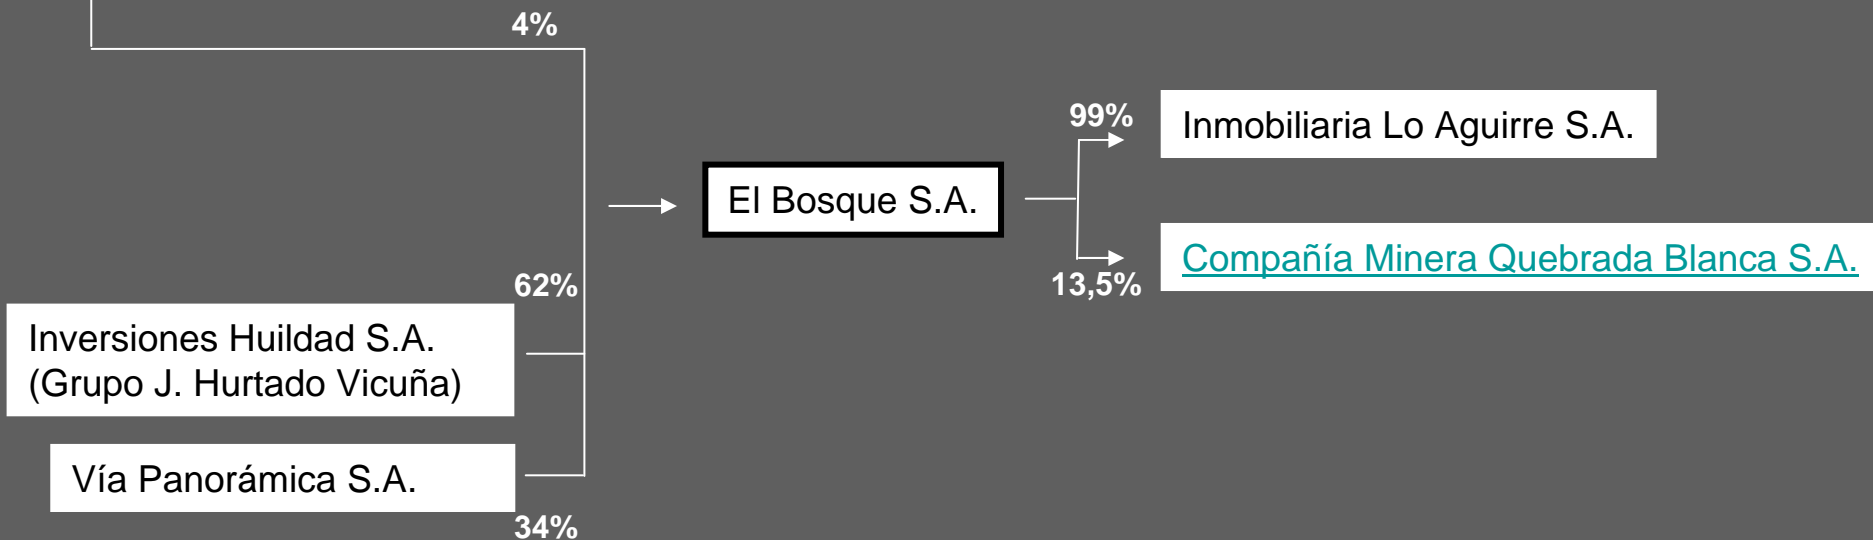 4%
99%
Inmobiliaria Lo Aguirre S.A.
El Bosque S.A.
Compañía Minera Quebrada Blanca S.A.
13,5%
62%
Inversiones Huildad S.A.
(Grupo J. Hurtado Vicuña)
Vía Panorámica S.A.
34%